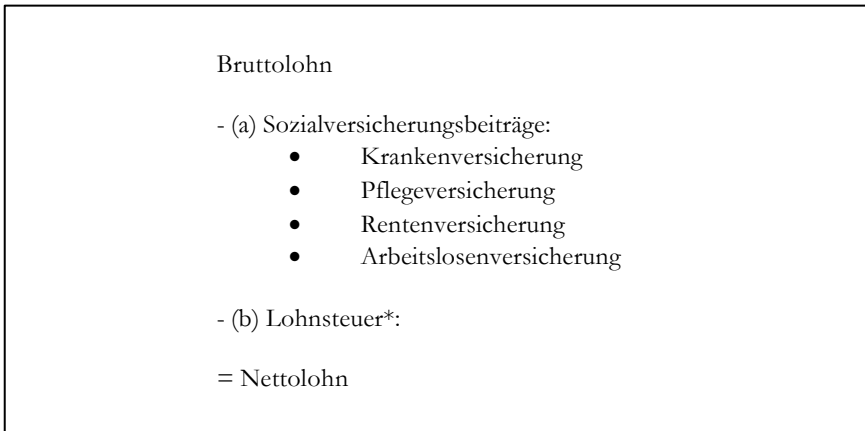 Bruttolohn
- (a) Sozialversicherungsbeiträge:
• Krankenversicherung
• Pflegeversicherung
• Rentenversicherung
• Arbeitslosenversicherung
- (b) Lohnsteuer*:
= Nettolohn